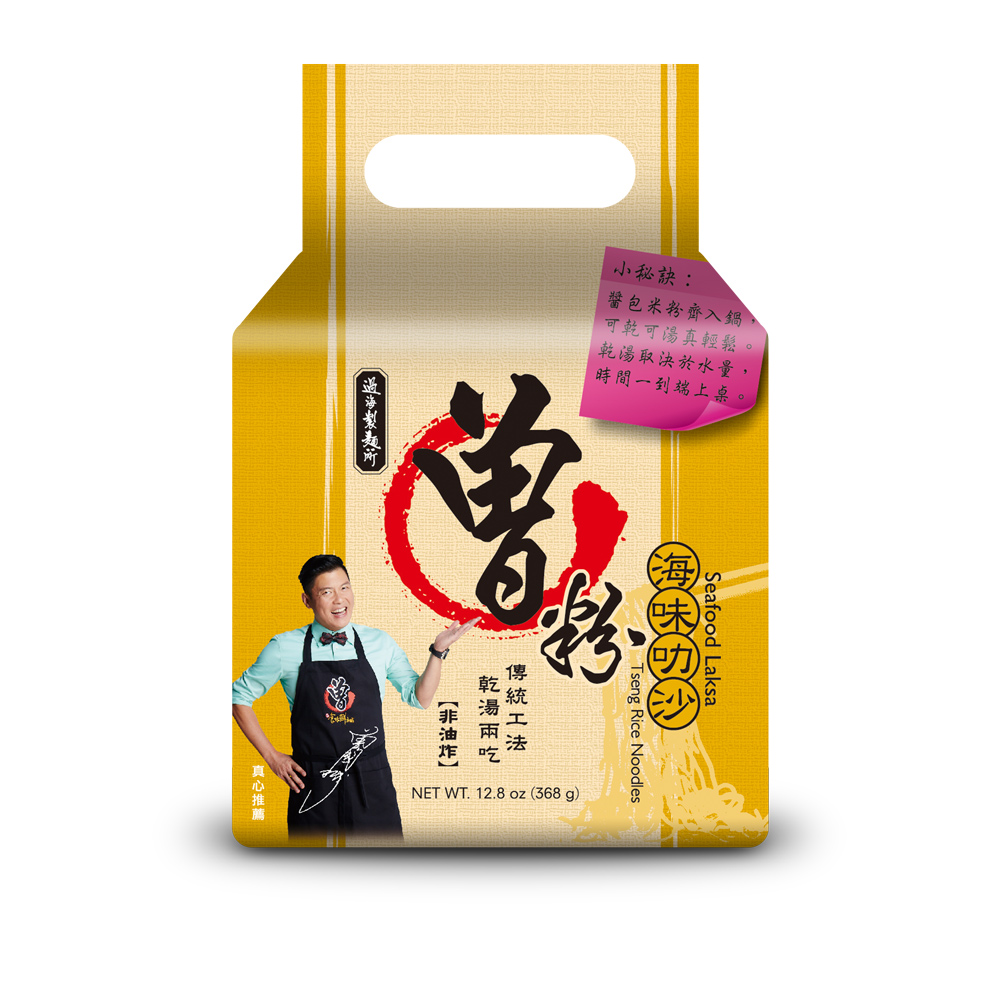 小秘訣：
醬包米粉齊入鍋，
可乾可湯真輕鬆。
乾湯取決於水量，
時間一到端上桌。
過海製麵所
曾
粉
海味叻沙
Seafood Laksa
Tseng Rice Noodles
傳統工法
乾湯兩吃
【非油炸】
NET WT. 12.8 oz (368 g)
曾
真心推薦